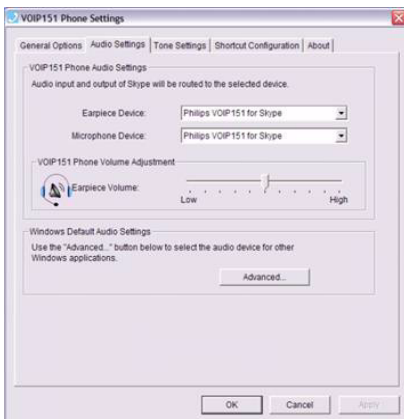 VOIP151 Phone Settings
General Options Audio Settings Tone Settings Shortcut Configuration About
VOIP151 Phone Audio Settings
Audio input and output of Skype will be routed to the selected device.
Earpiece Device: Philips VOIP151 for Skype
Microphone Device: Philips VOIP151 for Skype
VOIP151 Phone Volume Adjustment
Earpiece Volume:
Low High
Windows Default Audio Settings
Use the "Advanced..." button below to select the audio device for other
Windows applications.
Advanced...
OK Cancel Apply